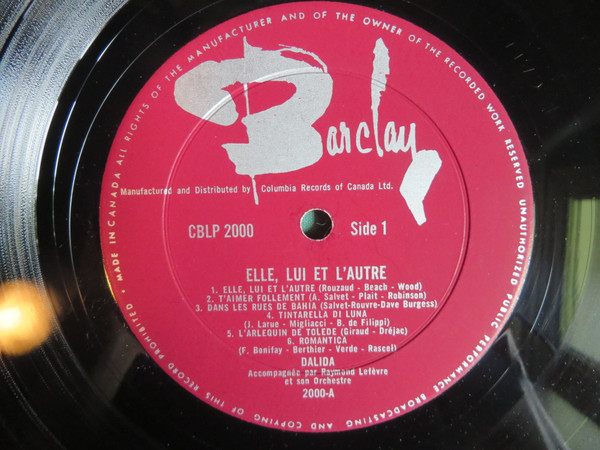 MADE IN CANADA ALL RIGHTS OF THE MANUFACTURER AND OF THE OWNER OF THE RECORDED WORK RESERVED UNAUTHORIZED PUBLIC PERFORMANCE BROADCASTING AND COPYING OF THIS RECORD PROHIBITED •
Barclay
Manufactured and Distributed by Columbia Records of Canada Ltd.
CBLP 2000 Side 1
ELLE, LUI ET L'AUTRE
1. ELLE, LUI ET L'AUTRE (Rouzaud - Beach - Wood)
2. T'AIMER FOLLEMENT (A. Salvet - Plait - Robinson)
3. DANS LES RUES DE BAHIA (Salvet-Rouvre-Dave Burgess)
4. TINTARELLA DI LUNA
(J. Larue - Migliacci - B. de Filippi)
5. L'ARLEQUIN DE TOLEDE (Giraud - Dréjac)
6. ROMANTICA
(F. Bonifay - Berthier - Verde - Rascel)
DALIDA
Accompagnée par Raymond Lefèvre
et son Orchestre
2000-A